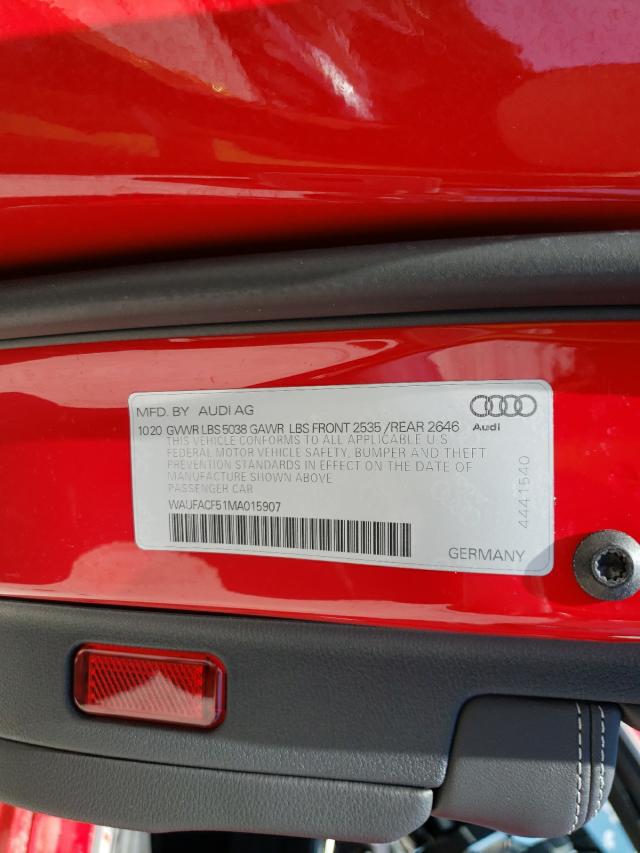 MFD. BY AUDI AG
10 20 GVWR LBS 5038 GAWR LBS FRONT 2535 / REAR 2646
Audi
THIS VEHICLE CONFORMS TO ALL APPLICABLE U.S
FEDERAL MOTOR VEHICLE SAFETY, BUMPER AND THEFT
PREVENTION STANDARDS IN EFFECT ON THE DATE OF
MANUFACTURE SHOWN ABOVE
PASSENGER CAR
WAUFACF51MA015907
4441540
GERMANY